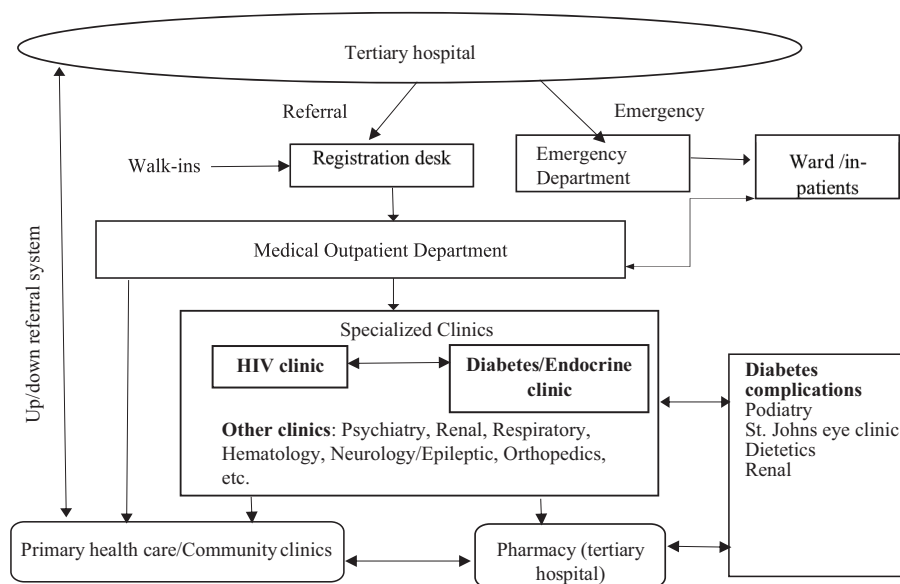 Tertiary hospital
Referral
Emergency
Walk-ins
Registration desk
Emergency
Department
Ward /in-
patients
Medical Outpatient Department
Up/down referral system
Specialized Clinics
HIV clinic
Diabetes/Endocrine
clinic
Other clinics: Psychiatry, Renal, Respiratory,
Hematology, Neurology/Epileptic, Orthopedics,
etc.
Diabetes
complications
Podiatry
St. Johns eye clinic
Dietetics
Renal
Primary health care/Community clinics
Pharmacy (tertiary
hospital)